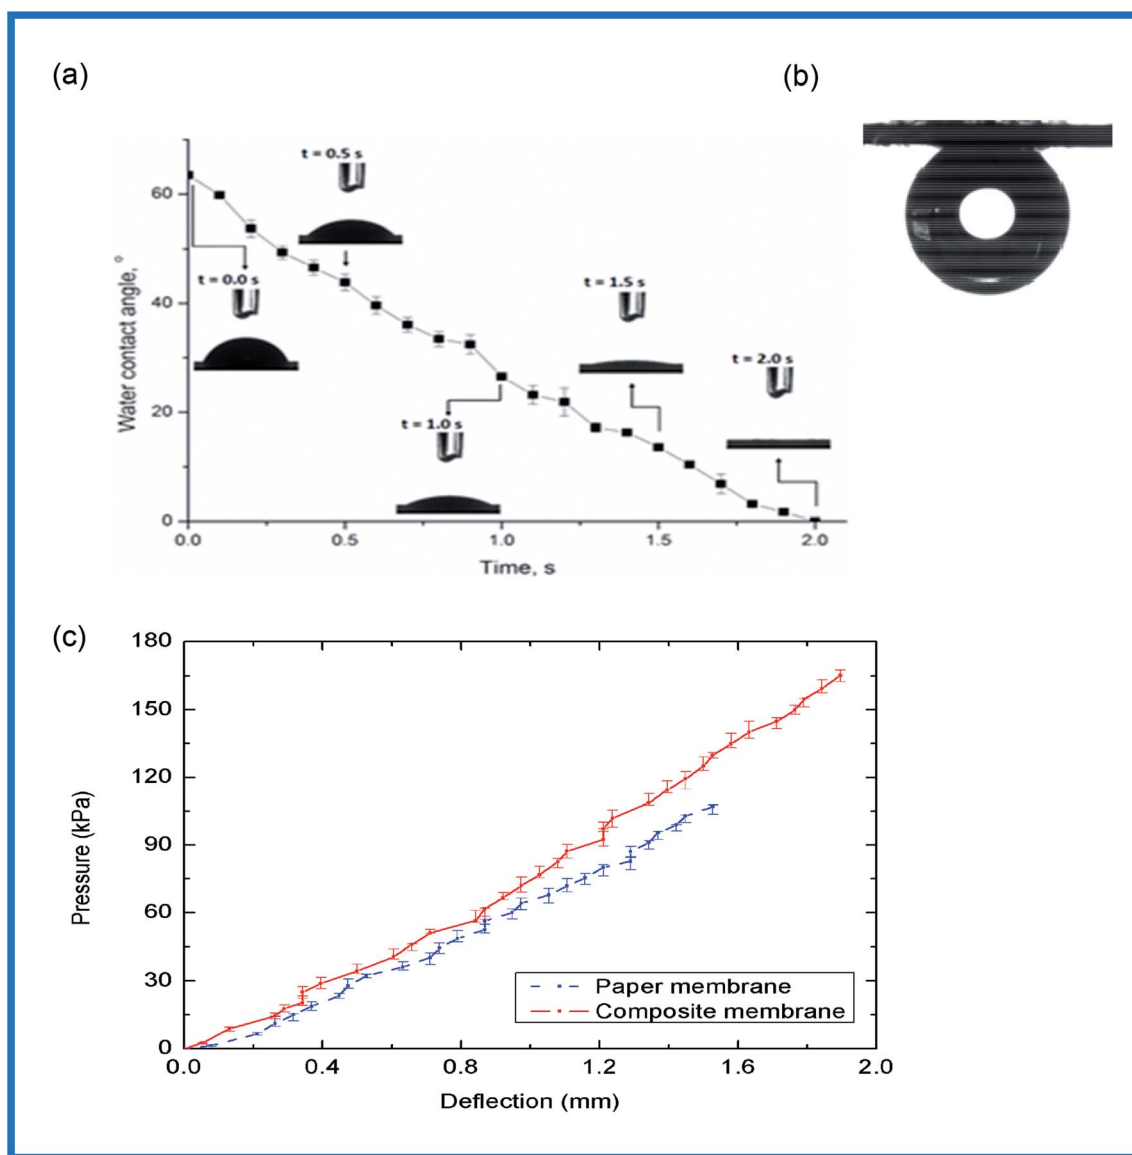 (a)
(b)
t = 0.5 s
60
t = 0.0 s
t = 1.5 s
40
Water contact angle, °
t = 2.0 s
t = 1.0 s
20
0
0.0 0.5 1.0 1.5 2.0
Time, s
(c)
180
150
120
Pressure (kPa)
90
60
30
Paper membrane
Composite membrane
0
0.0 0.4 0.8 1.2 1.6 2.0
Deflection (mm)